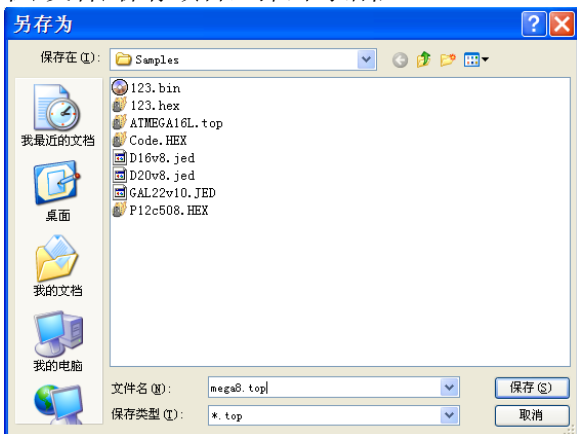 另存为
保存在(I): Samples
123.bin
123.hex
ATMEGA16L.top
Code.HEX
D16v8.jed
D20v8.jed
GAL22v10.JED
P12c508.HEX
我最近的文档
桌面
我的文档
我的电脑
文件名(N): mega8.top 保存(S)
保存类型(T): *.top 取消